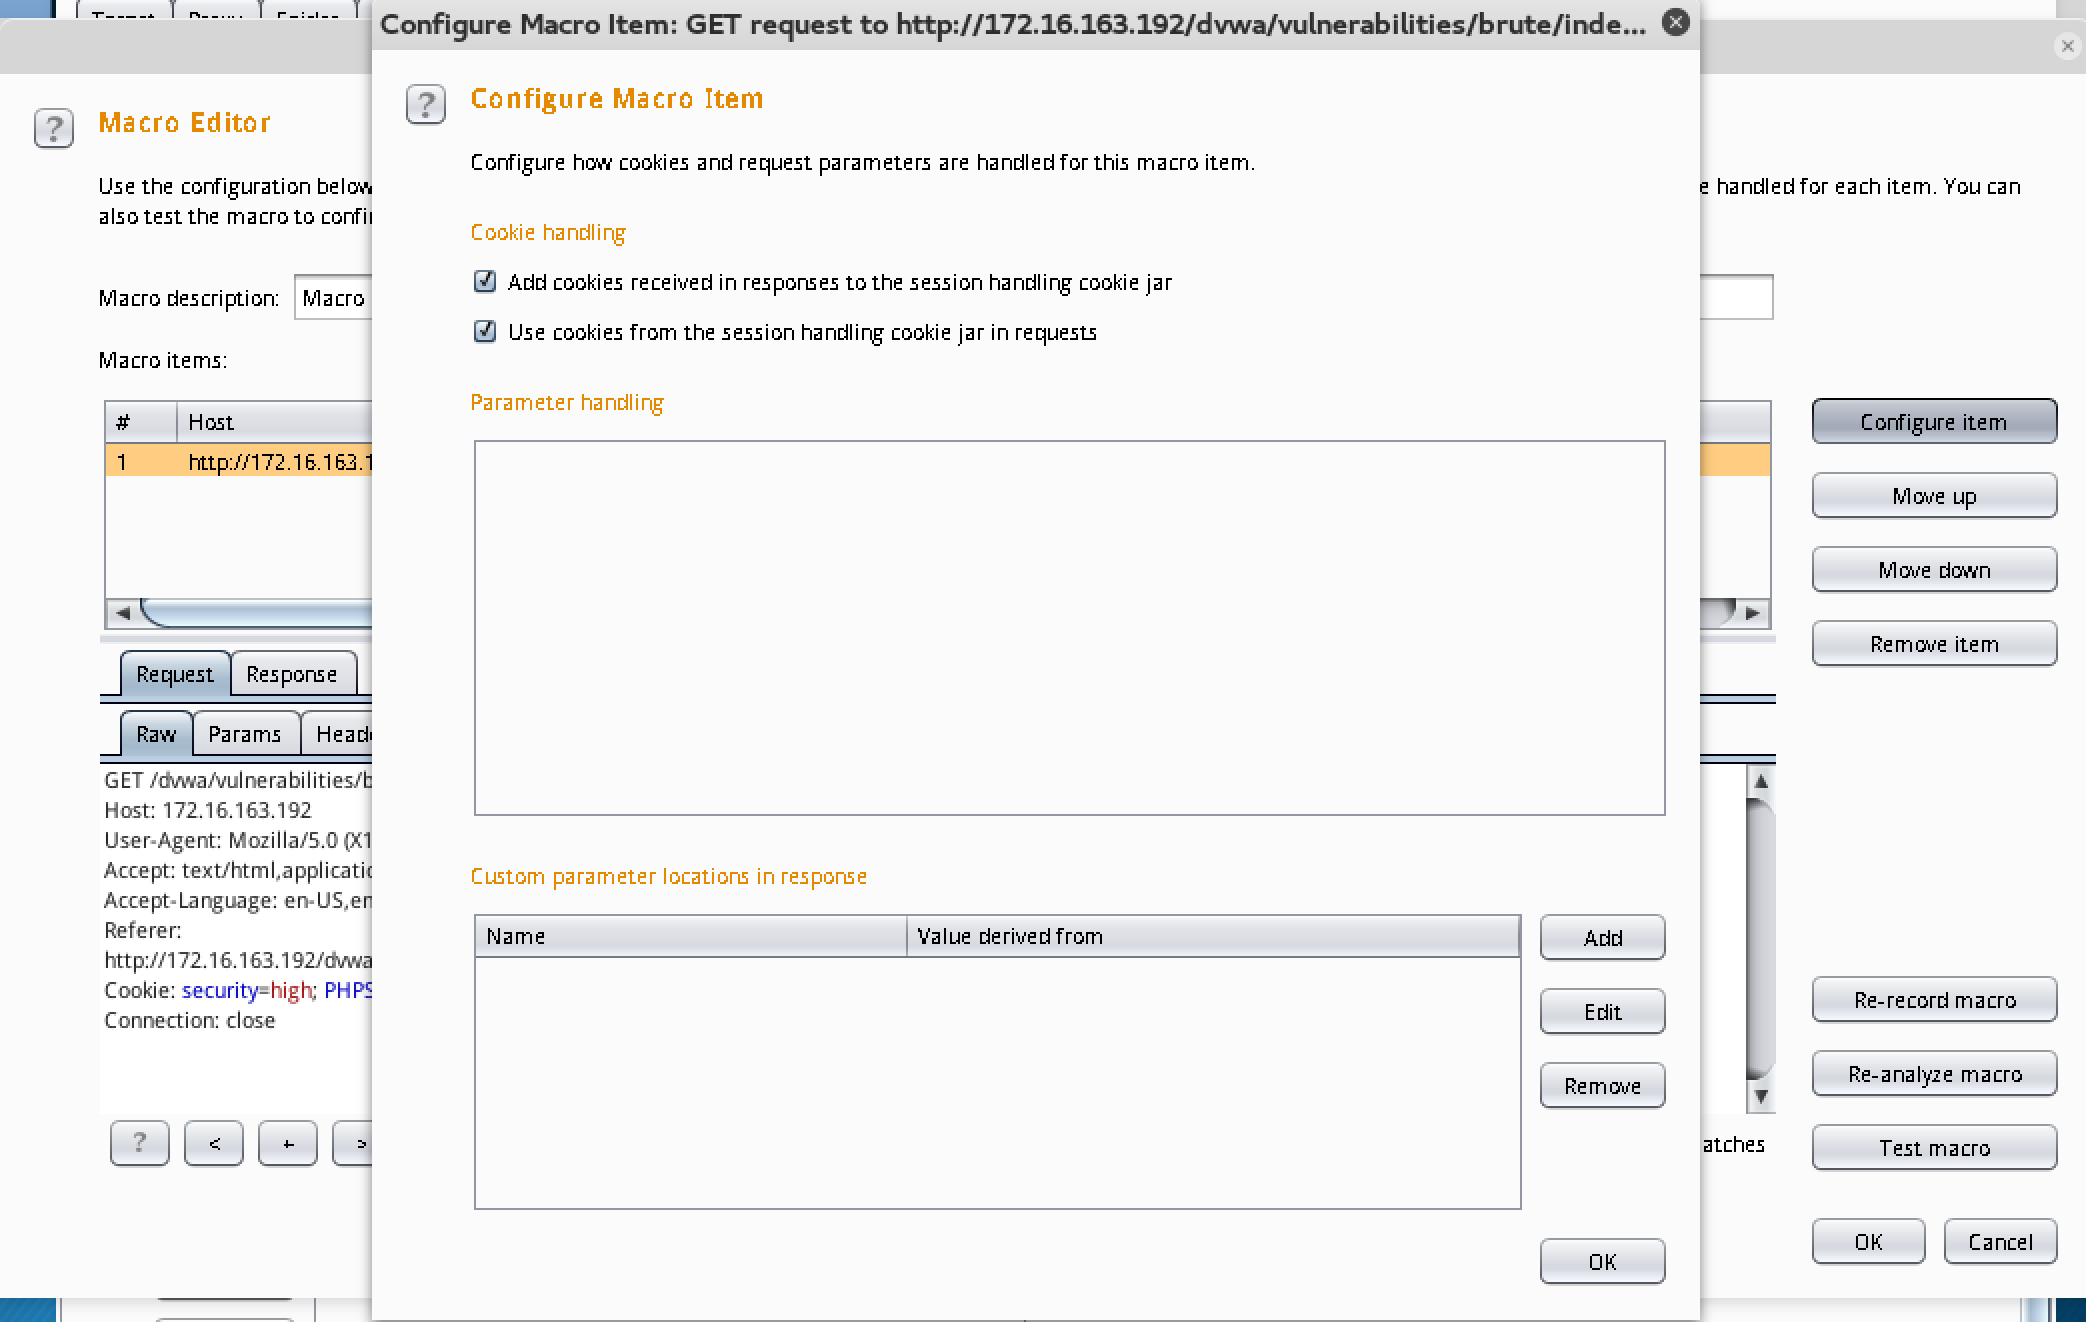 Target Proxy Spider
Configure Macro Item: GET request to http://172.16.163.192/dvwa/vulnerabilities/brute/inde...
? Configure Macro Item
Configure how cookies and request parameters are handled for this macro item.
Cookie handling
Add cookies received in responses to the session handling cookie jar
Use cookies from the session handling cookie jar in requests
Parameter handling
Custom parameter locations in response
Name Value derived from
Add
Edit
Remove
OK
? Macro Editor
Use the configuration below
e handled for each item. You can
also test the macro to confi
Macro description: Macro
Macro items:
# Host
1 http://172.16.163.1
Configure item
Move up
Move down
Remove item
Request Response
Raw Params Head
GET /dvwa/vulnerabilities/b
Host: 172.16.163.192
User-Agent: Mozilla/5.0 (X1
Accept: text/html,applicatio
Accept-Language: en-US,en
Referer:
http://172.16.163.192/dvwa
Cookie: security=high; PHPS
Connection: close
? < + >
atches
Re-record macro
Re-analyze macro
Test macro
OK Cancel